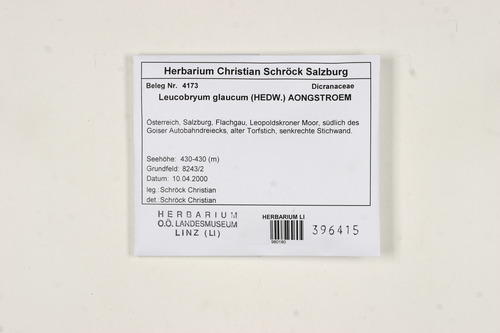 Herbarium Christian Schröck Salzburg
Beleg Nr. 4173 Dicranaceae
Leucobryum glaucum (HEDW.) AONGSTROEM
Österreich, Salzburg, Flachgau, Leopoldskroner Moor, südlich des
Goiser Autobahndreiecks, alter Torfstich, senkrechte Stichwand.
Seehöhe: 430-430 (m)
Grundfeld: 8243/2
Datum: 10.04.2000
leg.:Schröck Christian
det.:Schröck Christian
HERBARIUM
O.Ö. LANDESMUSEUM
LINZ (LI)
HERBARIUM LI
980180
396415